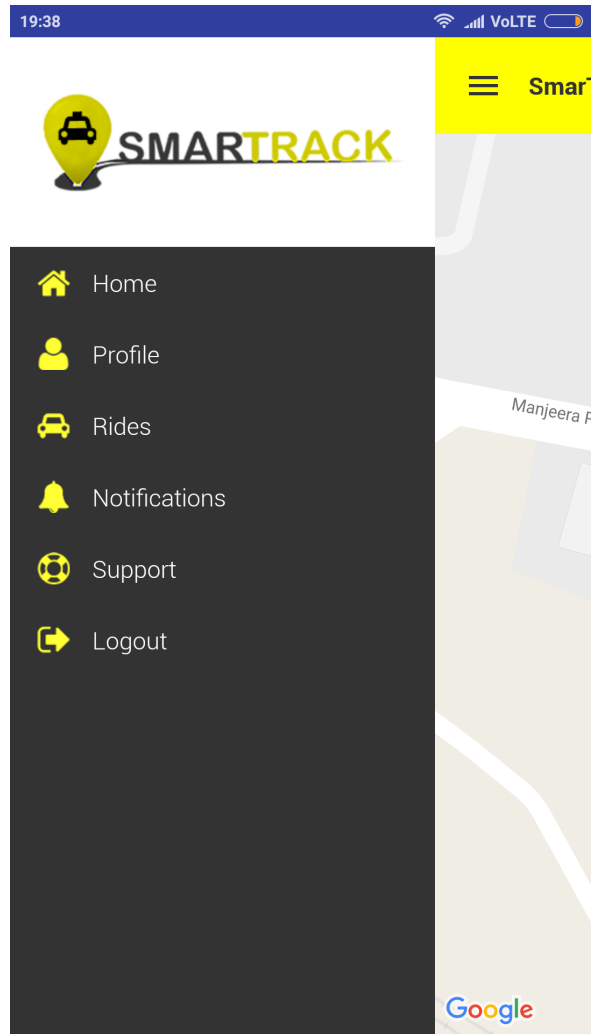 19:38
VoLTE
SMARTRACK
Home
Profile
Rides
Notifications
Support
Logout
Manjeera
Google